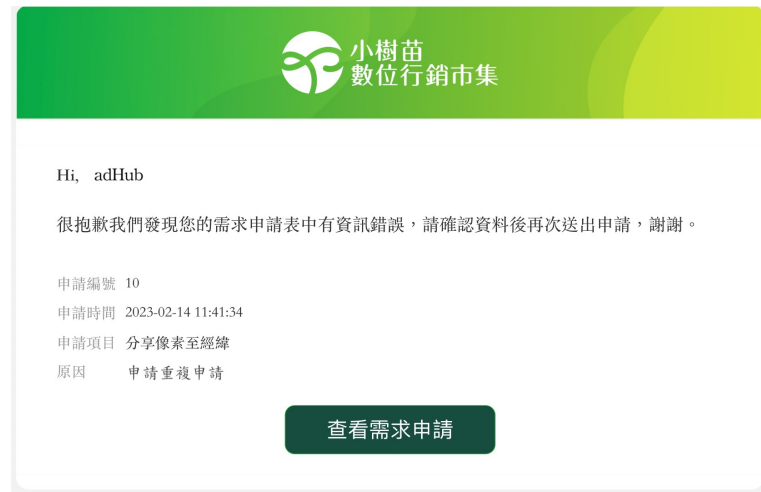 小樹苗
數位行銷市集
Hi, adHub
很抱歉我們發現您的需求申請表中有資訊錯誤，請確認資料後再次送出申請，謝謝。
申請編號 10
申請時間 2023-02-14 11:41:34
申請項目 分享像素至經緯
原因 申請重複申請
查看需求申請